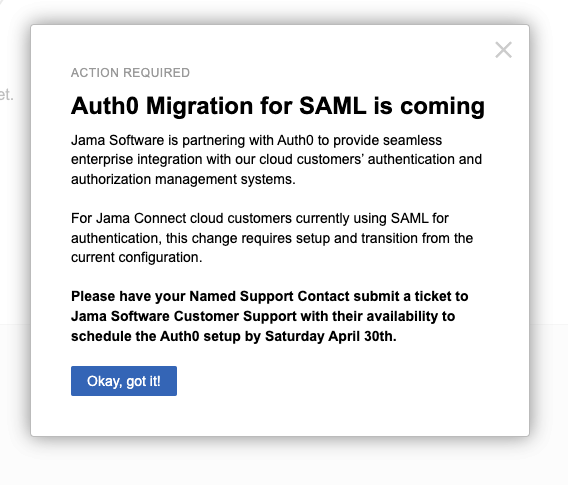 et.
ACTION REQUIRED
Auth0 Migration for SAML is coming
Jama Software is partnering with Auth0 to provide seamless
enterprise integration with our cloud customers’ authentication and
authorization management systems.
For Jama Connect cloud customers currently using SAML for
authentication, this change requires setup and transition from the
current configuration.
Please have your Named Support Contact submit a ticket to
Jama Software Customer Support with their availability to
schedule the Auth0 setup by Saturday April 30th.
Okay, got it!